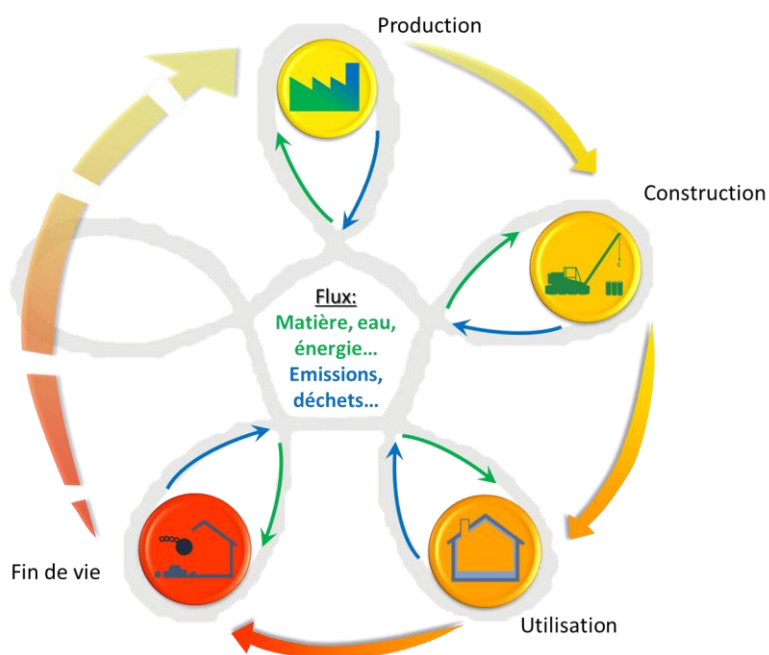 Production
Construction
Flux:
Matière, eau,
énergie...
Emissions,
déchets...
Fin de vie
Utilisation